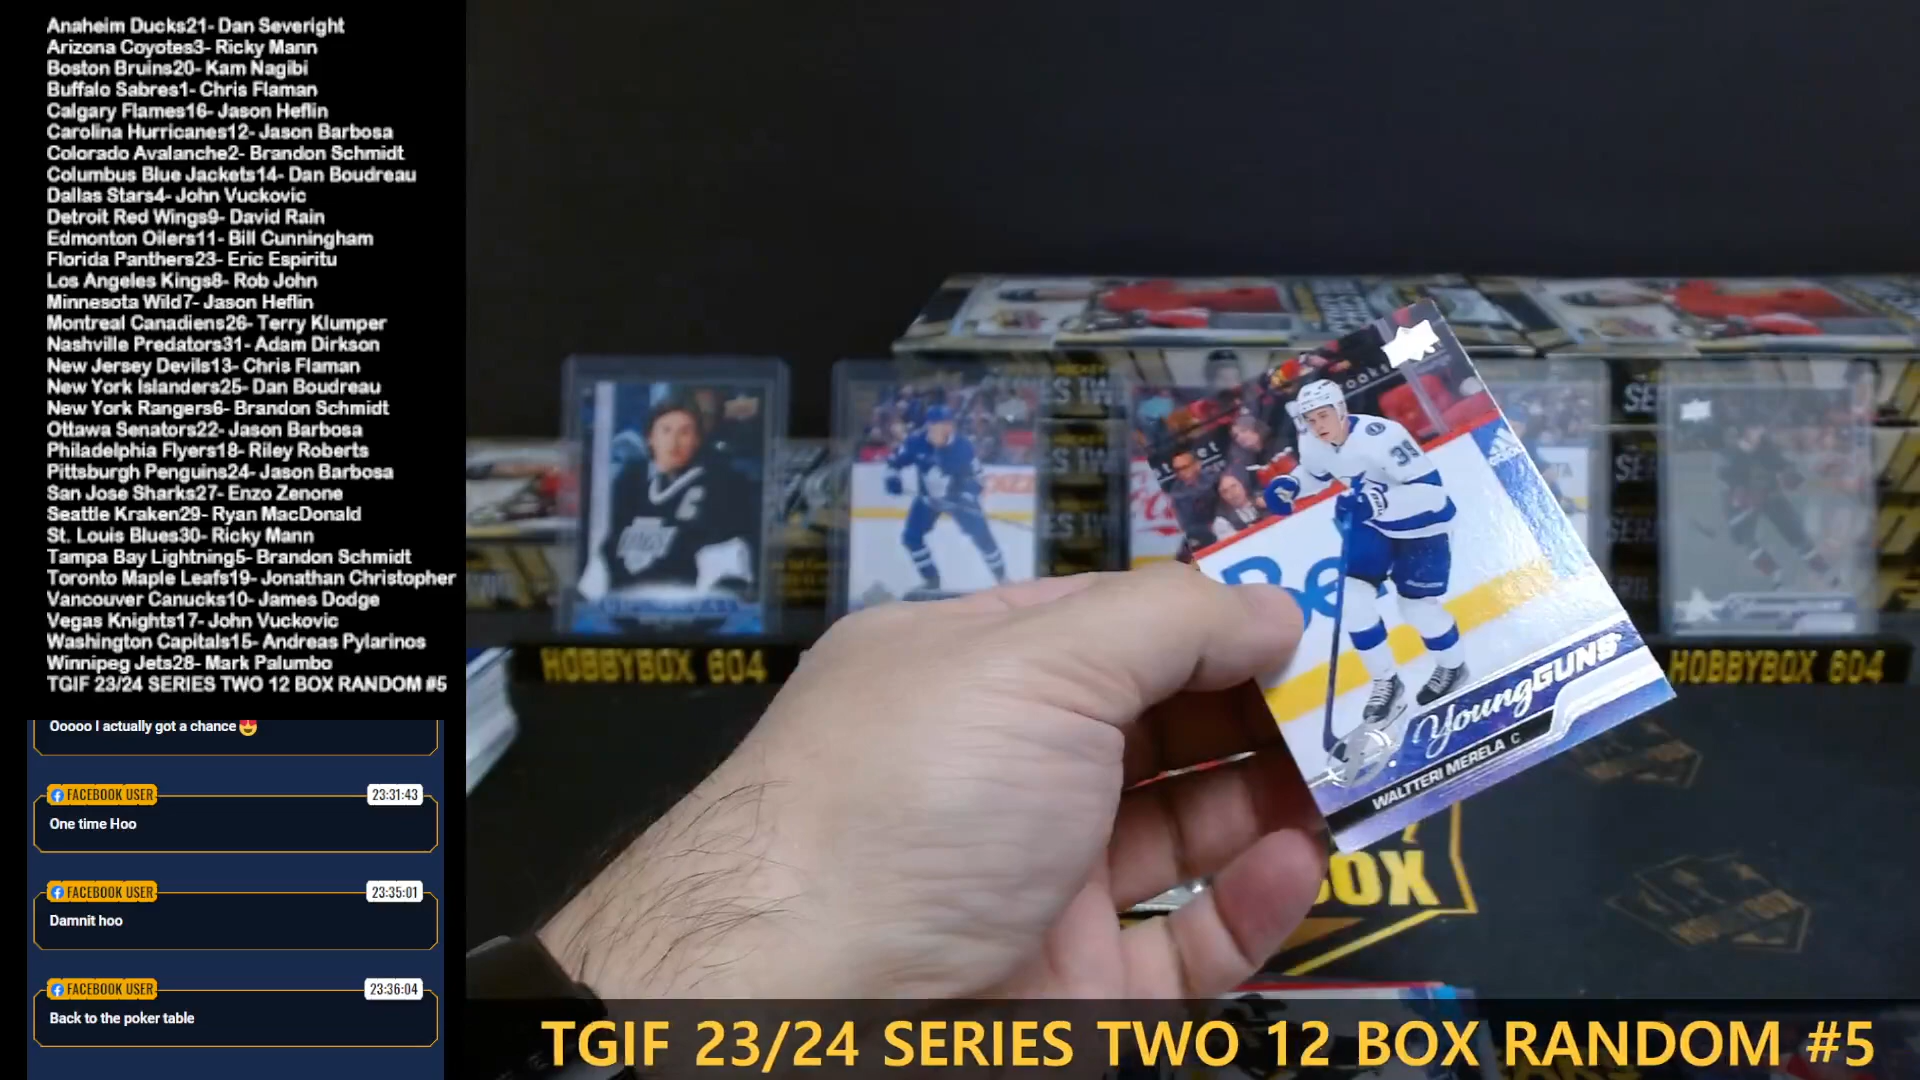 Anaheim Ducks21- Dan Severight
Arizona Coyotes3- Ricky Mann
Boston Bruins20- Kam Nagibi
Buffalo Sabres1- Chris Flaman
Calgary Flames16- Jason Heflin
Carolina Hurricanes12- Jason Barbosa
Colorado Avalanche2- Brandon Schmidt
Columbus Blue Jackets14- Dan Boudreau
Dallas Stars4- John Vuckovic
Detroit Red Wings9- David Rain
Edmonton Oilers11- Bill Cunningham
Florida Panthers23- Eric Espiritu
Los Angeles Kings8- Rob John
Minnesota Wild7- Jason Heflin
Montreal Canadiens26- Terry Klumper
Nashville Predators31- Adam Dirkson
New Jersey Devils13- Chris Flaman
New York Islanders25- Dan Boudreau
New York Rangers6- Brandon Schmidt
Ottawa Senators22- Jason Barbosa
Philadelphia Flyers18- Riley Roberts
Pittsburgh Penguins24- Jason Barbosa
San Jose Sharks27- Enzo Zenone
Seattle Kraken29- Ryan MacDonald
St. Louis Blues30- Ricky Mann
Tampa Bay Lightning5- Brandon Schmidt
Toronto Maple Leafs19- Jonathan Christopher
Vancouver Canucks10- James Dodge
Vegas Knights17- John Vuckovic
Washington Capitals15- Andreas Pylarinos
Winnipeg Jets28- Mark Palumbo
TGIF 23/24 SERIES TWO 12 BOX RANDOM #5
Ooooo I actually got a chance😍
FACEBOOK USER 23:31:43
One time Hoo
FACEBOOK USER 23:35:01
Damnit hoo
FACEBOOK USER 23:36:04
Back to the poker table
adidas
39
Be
Young GUNS
WALTTERI MERELA C
HOBBYBOX 604
HOBBYBOX 604
BOX
TGIF 23/24 SERIES TWO 12 BOX RANDOM #5